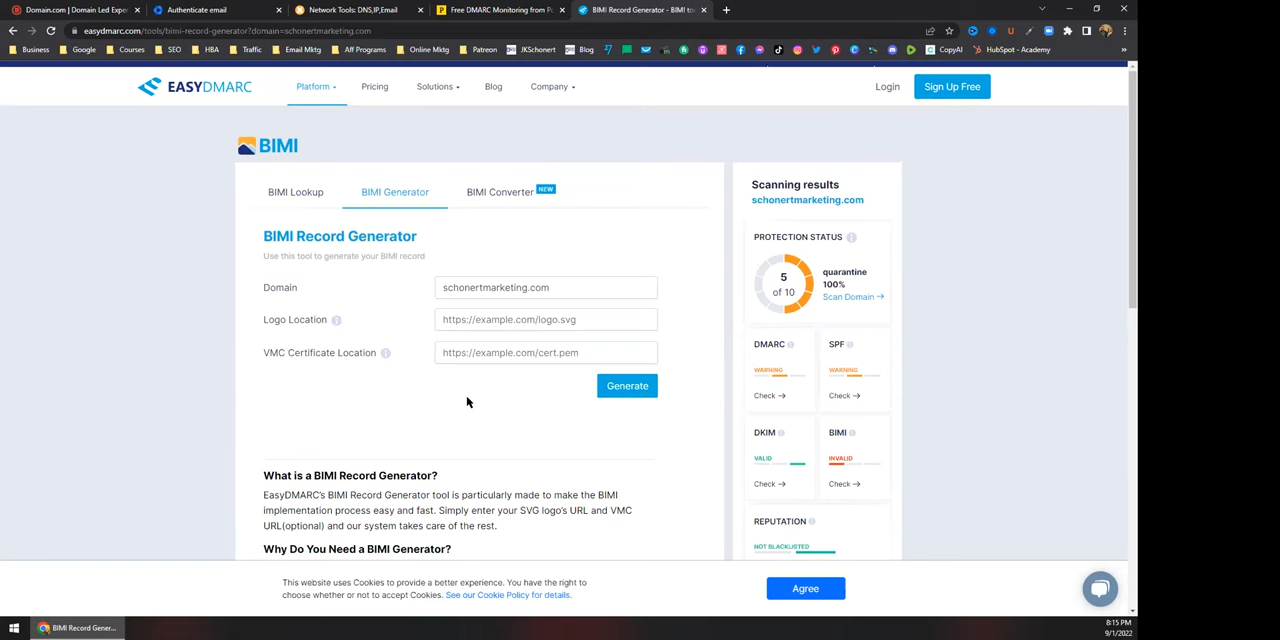 Domain.com | Domain Led Exper
Authenticate email
Network Tools: DNS,IP,Email
Free DMARC Monitoring from Po
BIMI Record Generator - BIMI too
easydmarc.com/tools/bimi-record-generator?domain=schonertmarketing.com
Business
Google
Courses
SEO
HBA
Traffic
Email Mktg
Aff Programs
Online Mktg
Patreon
JKSchonert
Blog
CopyAI
HubSpot - Academy
EASYDMARC
Platform
Pricing
Solutions
Blog
Company
Login
Sign Up Free
BIMI
BIMI Lookup
BIMI Generator
BIMI Converter NEW
BIMI Record Generator
Use this tool to generate your BIMI record
Domain
schonertmarketing.com
Logo Location
https://example.com/logo.svg
VMC Certificate Location
https://example.com/cert.pem
Generate
What is a BIMI Record Generator?
EasyDMARC's BIMI Record Generator tool is particularly made to make the BIMI
implementation process easy and fast. Simply enter your SVG logo's URL and VMC
URL(optional) and our system takes care of the rest.
Why Do You Need a BIMI Generator?
Scanning results
schonertmarketing.com
PROTECTION STATUS
5
of 10
quarantine
100%
Scan Domain →
DMARC
WARNING
Check →
SPF
WARNING
Check →
DKIM
VALID
Check →
BIMI
INVALID
Check →
REPUTATION
NOT BLACKLISTED
This website uses Cookies to provide a better experience. You have the right to
choose whether or not to accept Cookies. See our Cookie Policy for details.
Agree
BIMI Record Gener...
8:15 PM
9/1/2022